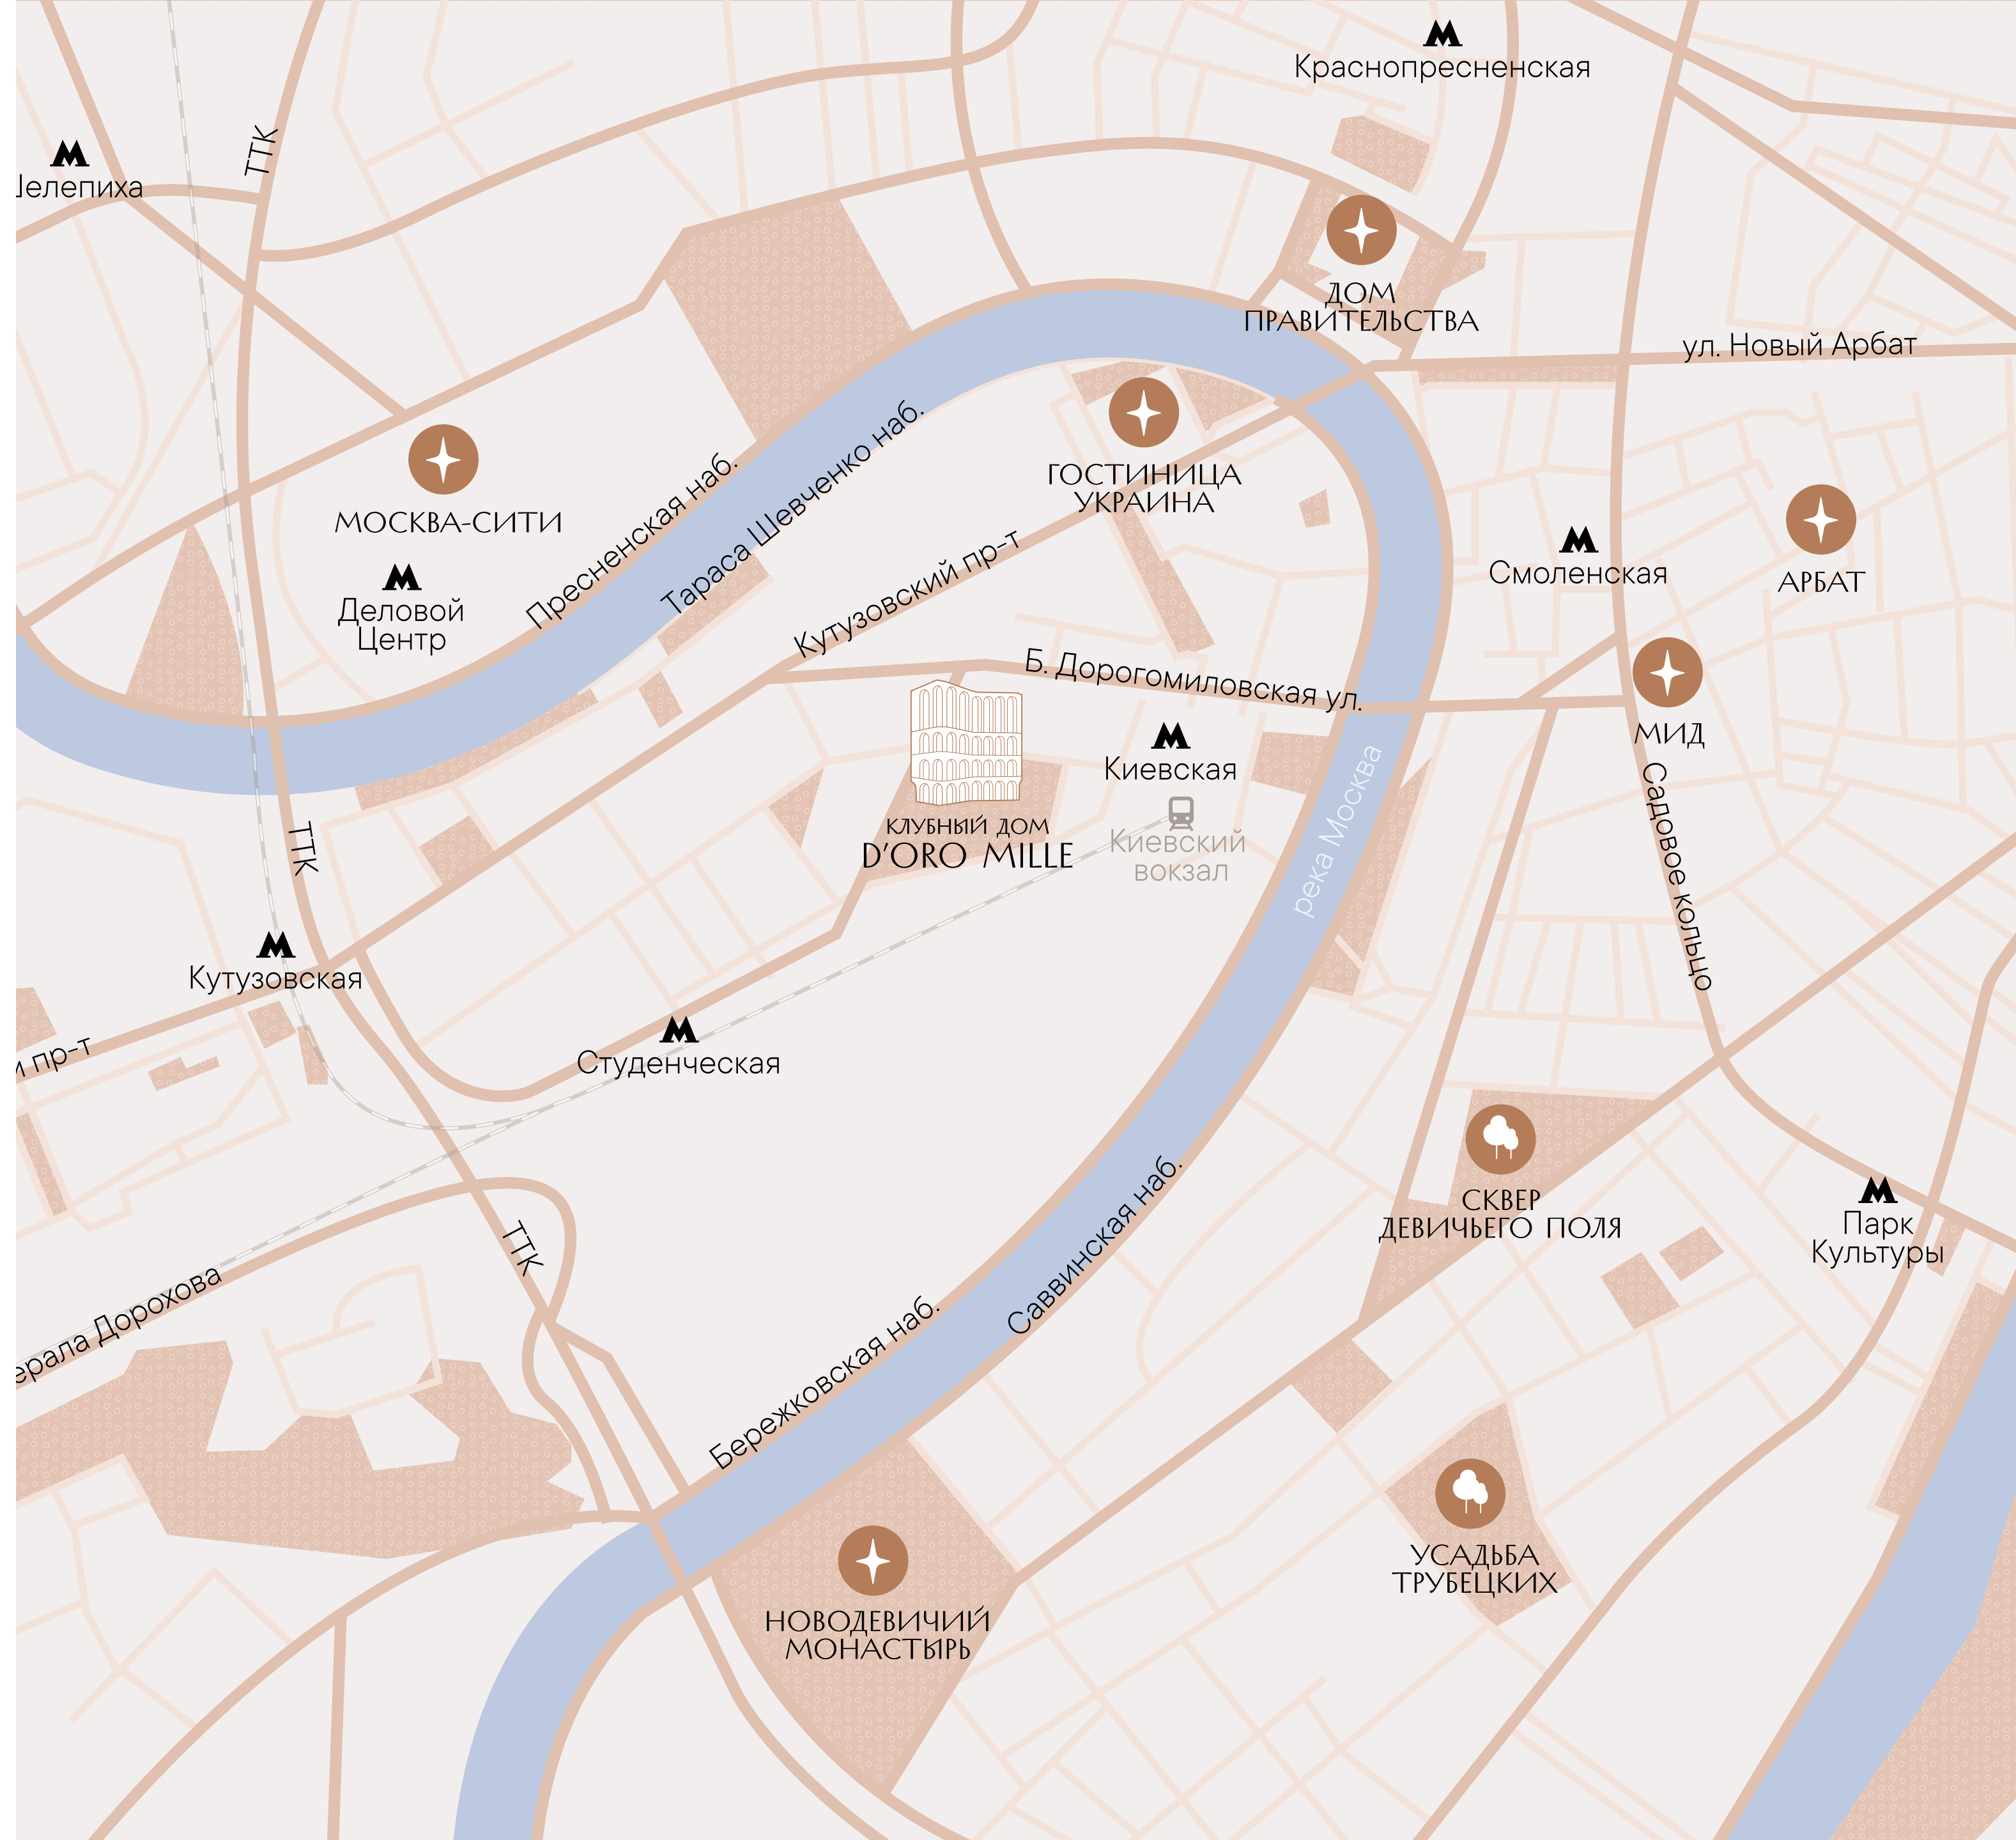 Краснопресненская
ТТК
Шелепиха
ДОМ
ПРАВИТЕЛЬСТВА
ул. Новый Арбат
ГОСТИНИЦА
УКРАИНА
МОСКВА-СИТИ
Пресненская наб.
Тараса Шевченко наб.
Кутузовский пр-т
Смоленская
АРБАТ
Деловой
Центр
Б. Дорогомиловская ул.
МИД
Киевская
Киевский
вокзал
река Москва
Садовое кольцо
КЛУБНЫЙ ДОМ
D'ORO MILLE
ТТК
Кутузовская
й пр-т
Студенческая
СКВЕР
ДЕВИЧЬЕГО ПОЛЯ
Парк
Культуры
ТТК
ерала Дорохова
Саввинская наб.
Бережковская наб.
УСАДЬБА
ТРУБЕЦКИХ
НОВОДЕВИЧИЙ
МОНАСТЫРЬ